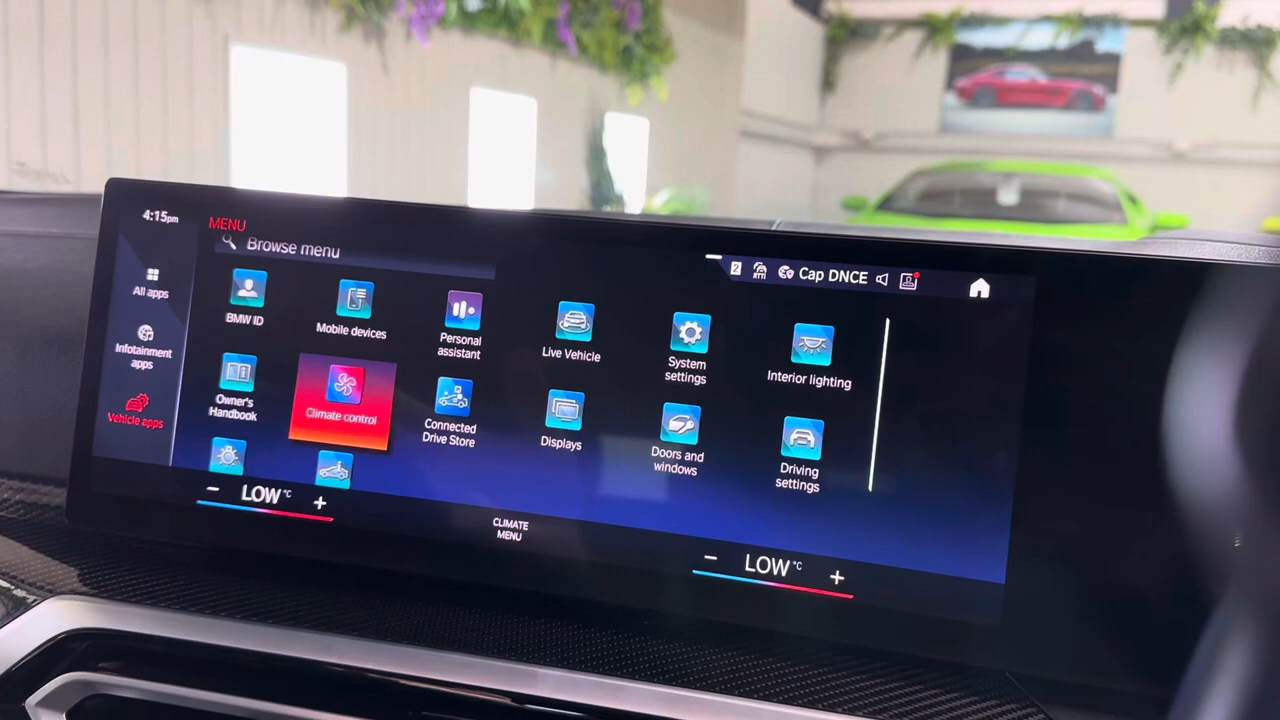 4:15pm
MENU
Browse menu
2
Cap DNCE
All apps
Infotainment
apps
Vehicle apps
BMW ID
Mobile devices
Personal
assistant
Live Vehicle
System
settings
Interior lighting
Owner's
Handbook
Climate control
Connected
Drive Store
Displays
Doors and
windows
Driving
settings
− LOW °C +
CLIMATE
MENU
− LOW °C +